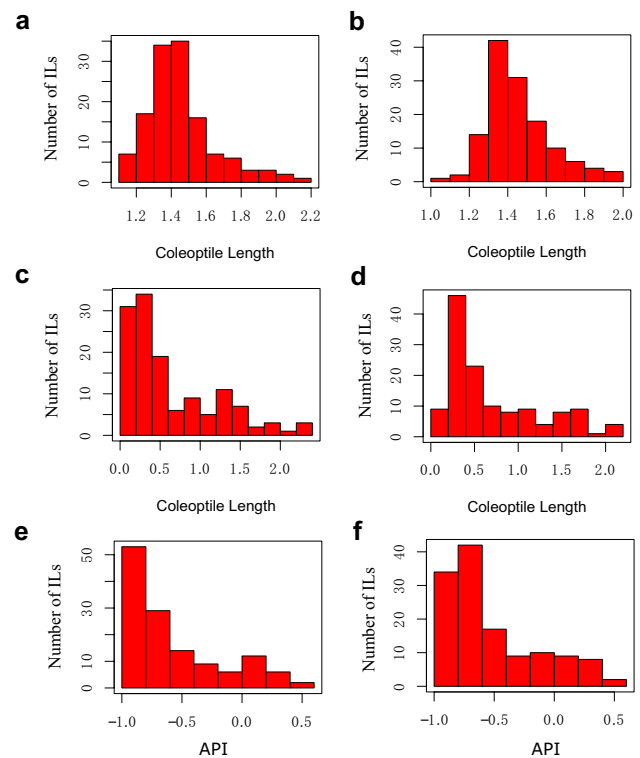 a
Number of ILs
0 10 20 30
1.2 1.4 1.6 1.8 2.0 2.2
Coleoptile Length
b
Number of ILs
0 10 20 30 40
1.0 1.2 1.4 1.6 1.8 2.0
Coleoptile Length
c
Number of ILs
0 10 20 30
0.0 0.5 1.0 1.5 2.0
Coleoptile Length
d
Number of ILs
0 10 20 30 40
0.0 0.5 1.0 1.5 2.0
Coleoptile Length
e
Number of ILs
0 10 30 50
−1.0 −0.5 0.0 0.5
API
f
Number of ILs
0 10 20 30 40
−1.0 −0.5 0.0 0.5
API